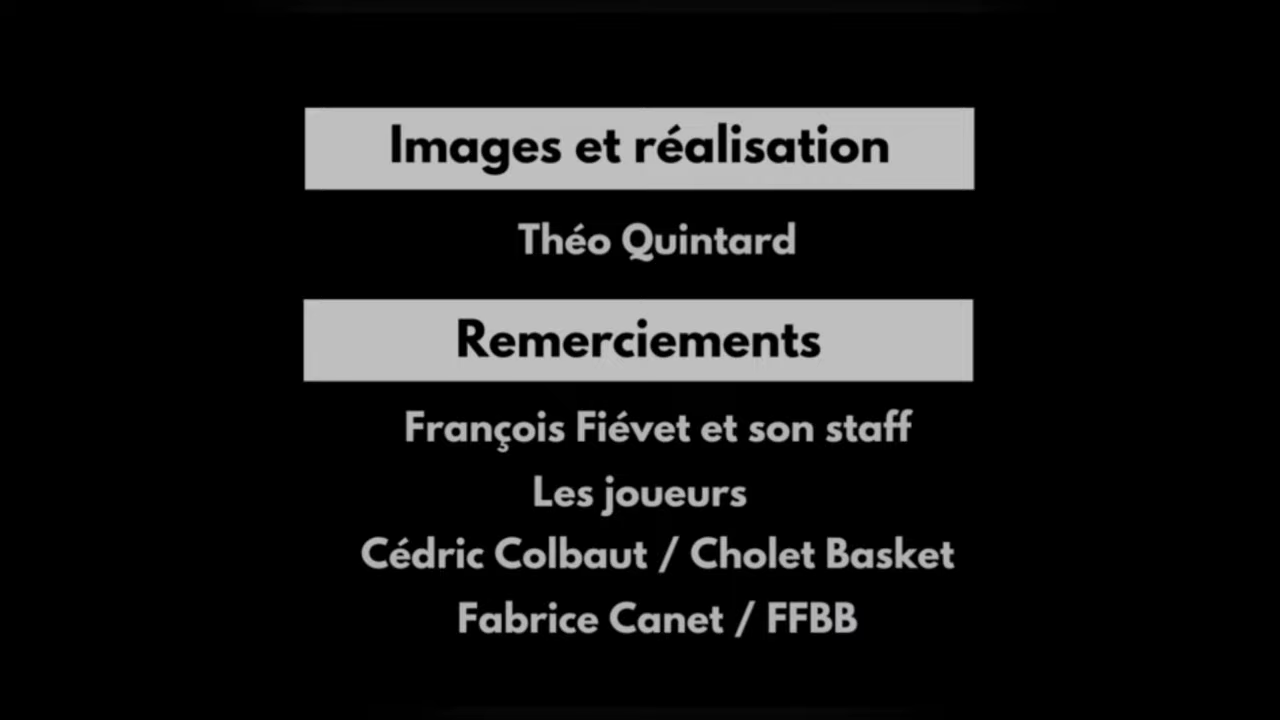 Images et réalisation
Théo Quintard
Remerciements
François Fiévet et son staff
Les joueurs
Cédric Colbaut / Cholet Basket
Fabrice Canet / FFBB